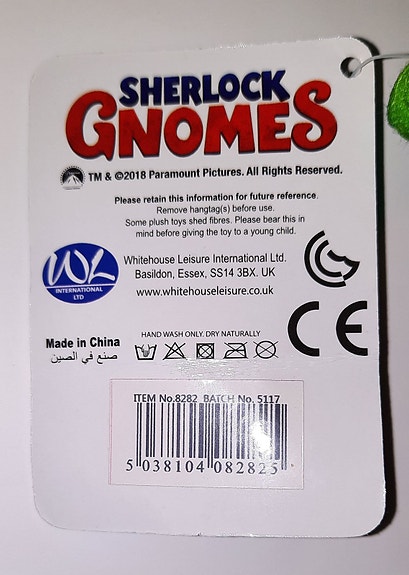 SHERLOCK
GNOMES
TM & ©2018 Paramount Pictures. All Rights Reserved.
Please retain this information for future reference.
Remove hangtag(s) before use.
Some plush toys shed fibres. Please bear this in
mind before giving the toy to a young child.
WL
INTERNATIONAL
LTD
Whitehouse Leisure International Ltd.
Basildon, Essex, SS14 3BX. UK
www.whitehouseleisure.co.uk
CE
Made in China
صنع في الصين
HAND WASH ONLY. DRY NATURALLY
ITEM No.8282 BATCH No. 5117
5 038104 082825